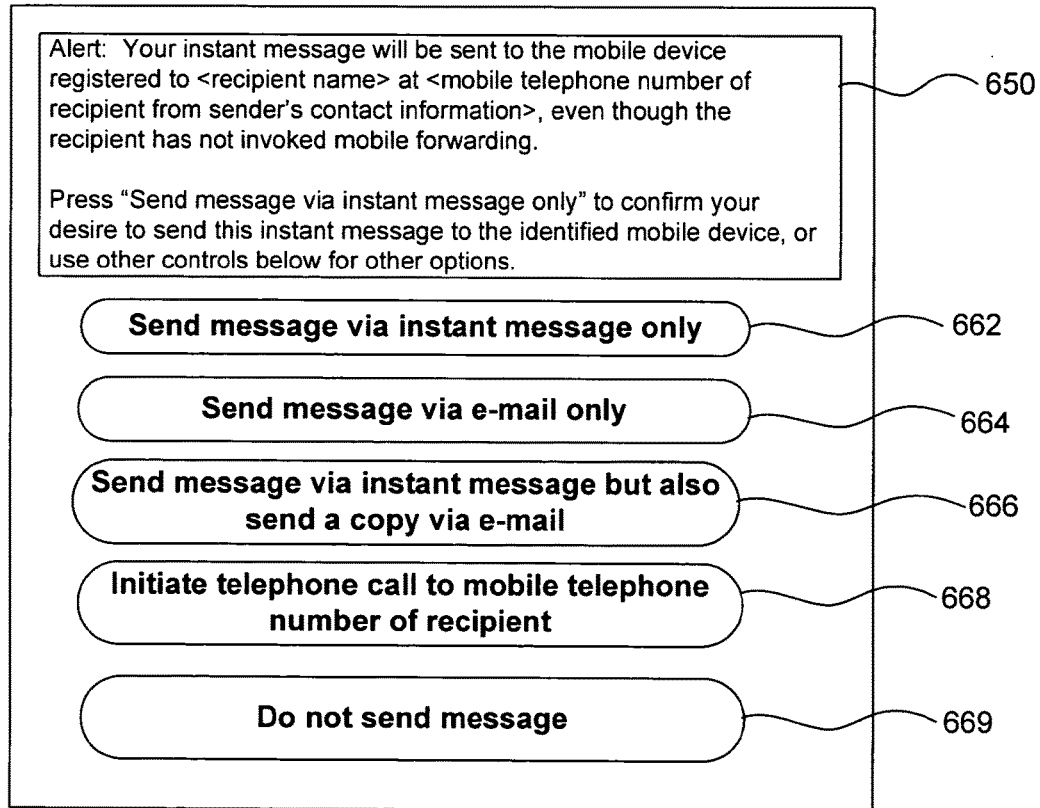 Alert: Your instant message will be sent to the mobile device
registered to <recipient name> at <mobile telephone number of
recipient from sender's contact information>, even though the
recipient has not invoked mobile forwarding.
Press “Send message via instant message only” to confirm your
desire to send this instant message to the identified mobile device, or
use other controls below for other options.
650
Send message via instant message only
662
Send message via e-mail only
664
Send message via instant message but also
send a copy via e-mail
666
Initiate telephone call to mobile telephone
number of recipient
668
Do not send message
669